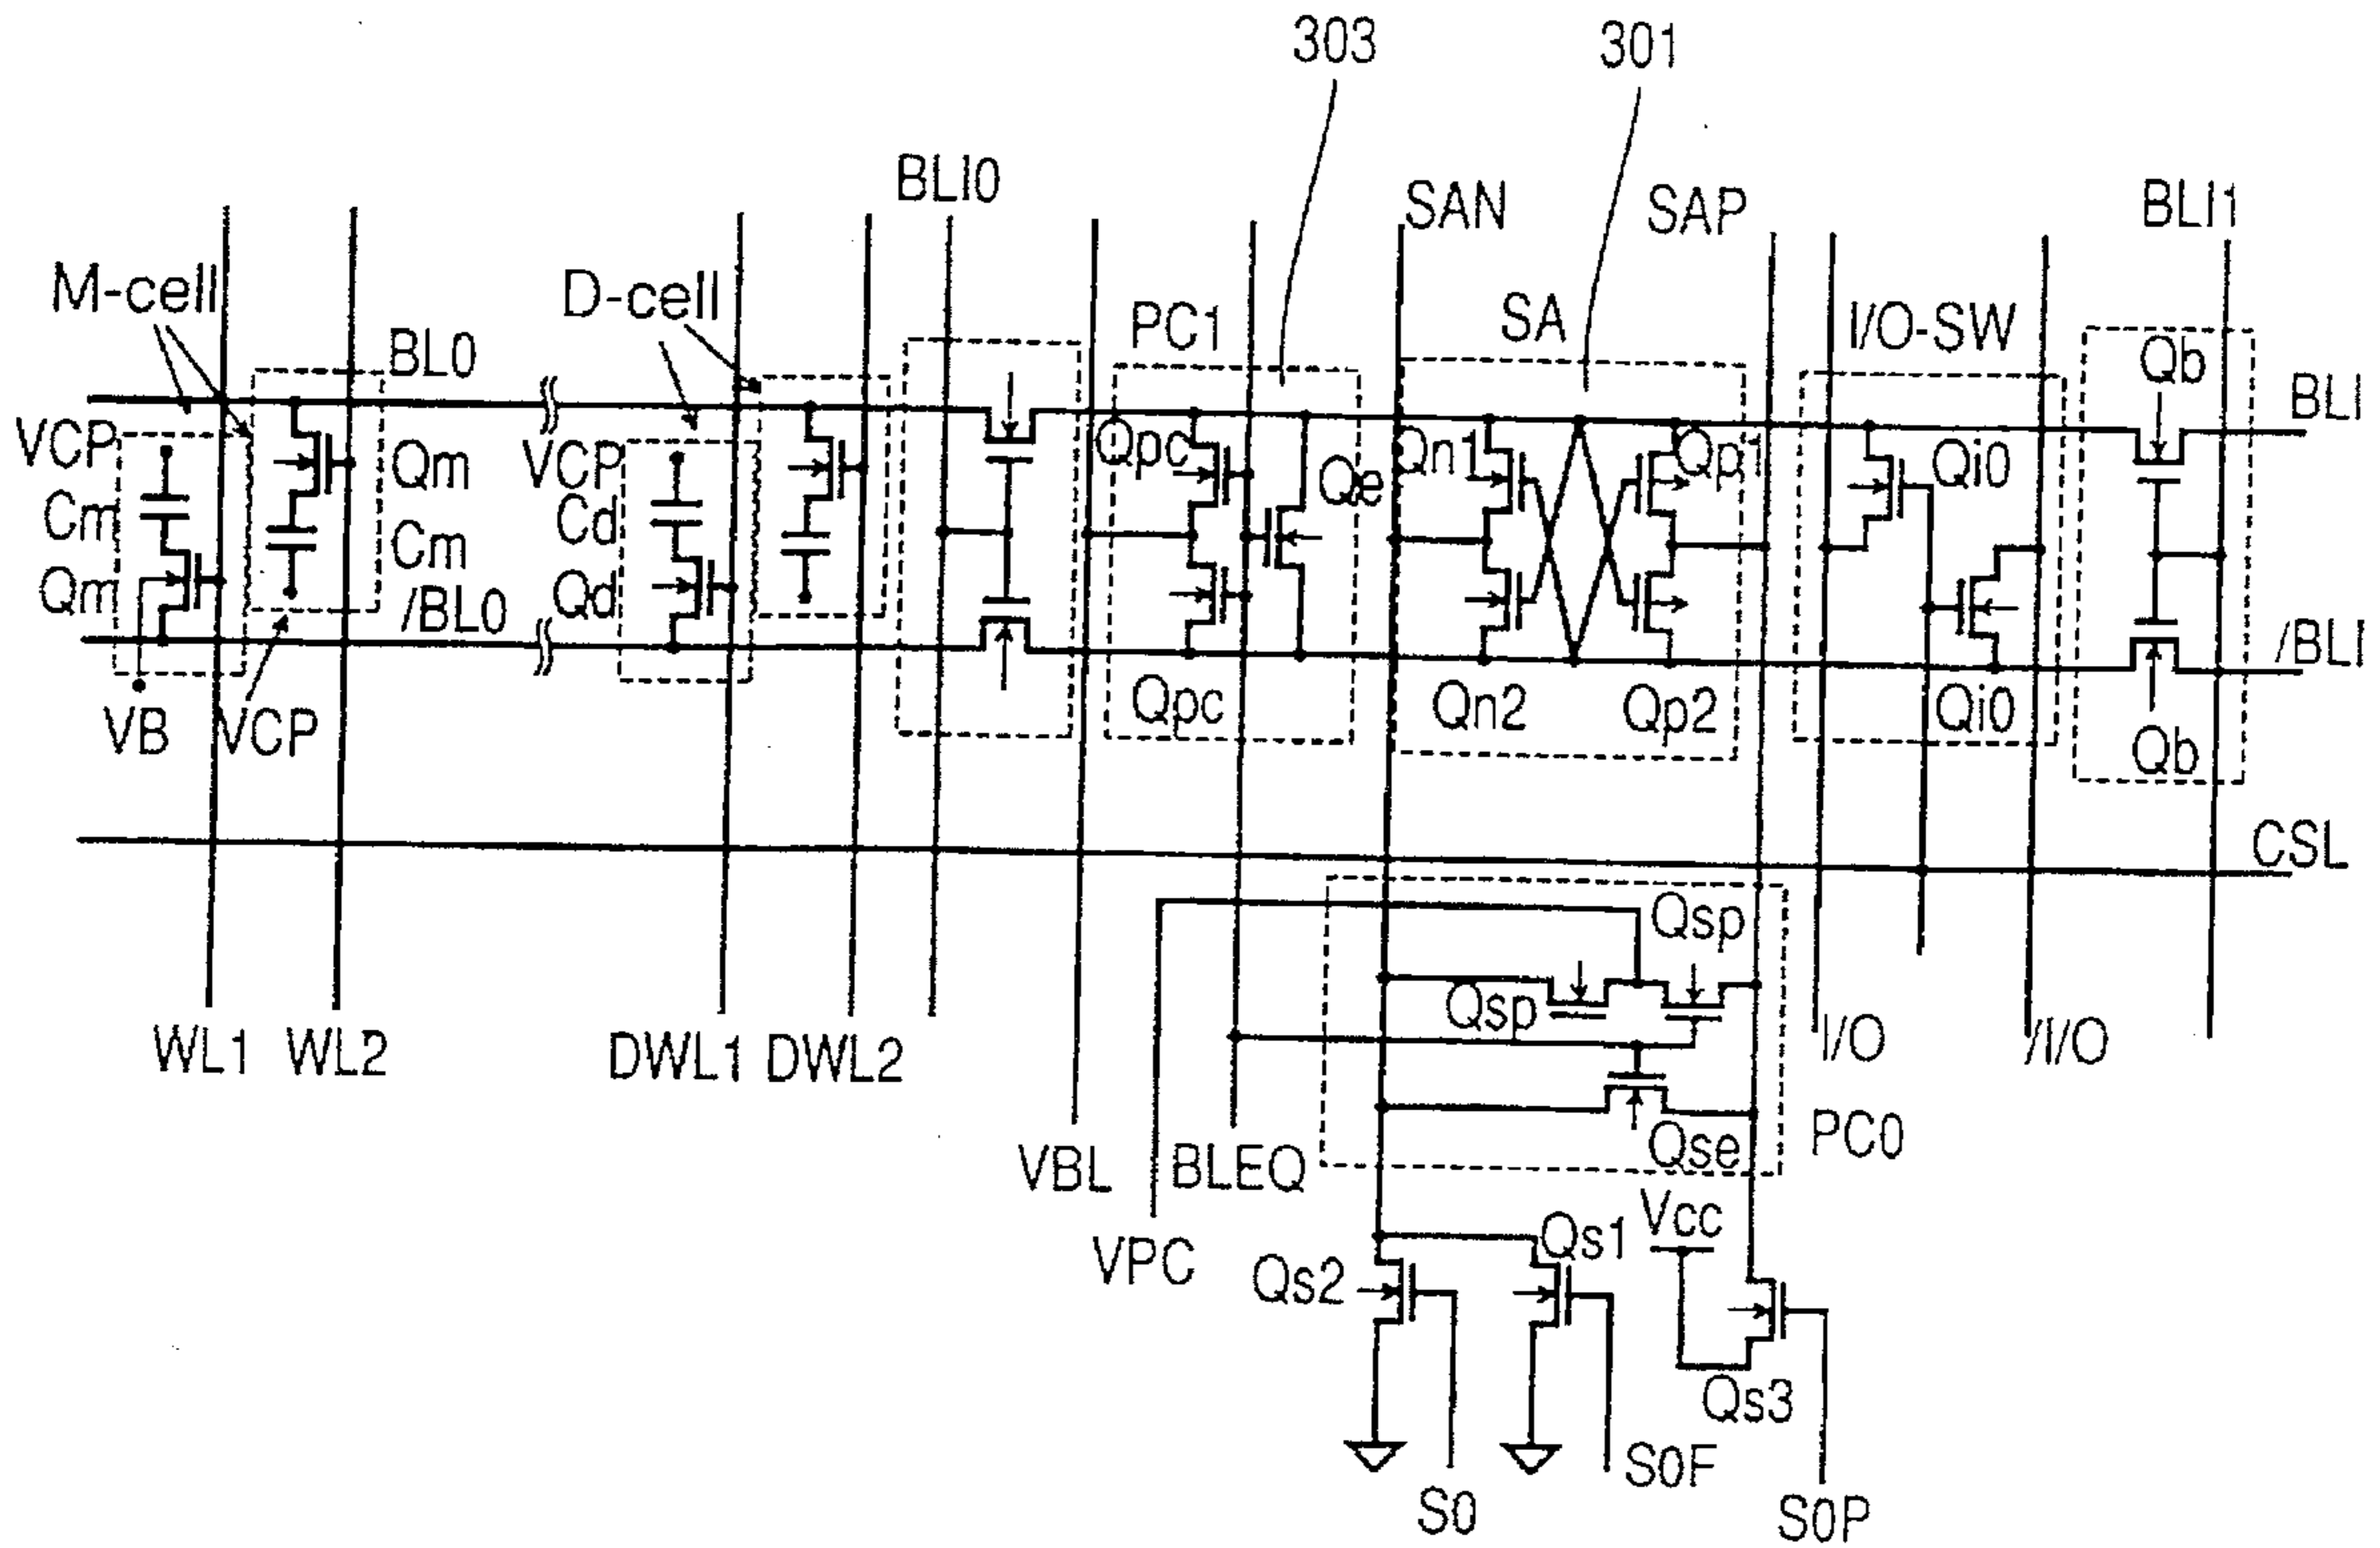 303
301
BLI0
SAN
SAP
BLI1
M-cell
D-cell
PC1
SA
I/O-SW
BL0
Qb
BLI
VCP
Qm
VCP
Qpc
Qe
Qn1
Qp1
Qi0
Cm
Cd
Cm
Qm
/BL0
Qd
/BLI
Qpc
Qn2
Qp2
Qi0
VB
VCP
Qb
CSL
Qsp
Qsp
WL1
WL2
DWL1
DWL2
I/O
/I/O
VBL
BLEQ
Qse
PC0
VPC
Vcc
Qs1
Qs2
Qs3
S0F
S0
S0P